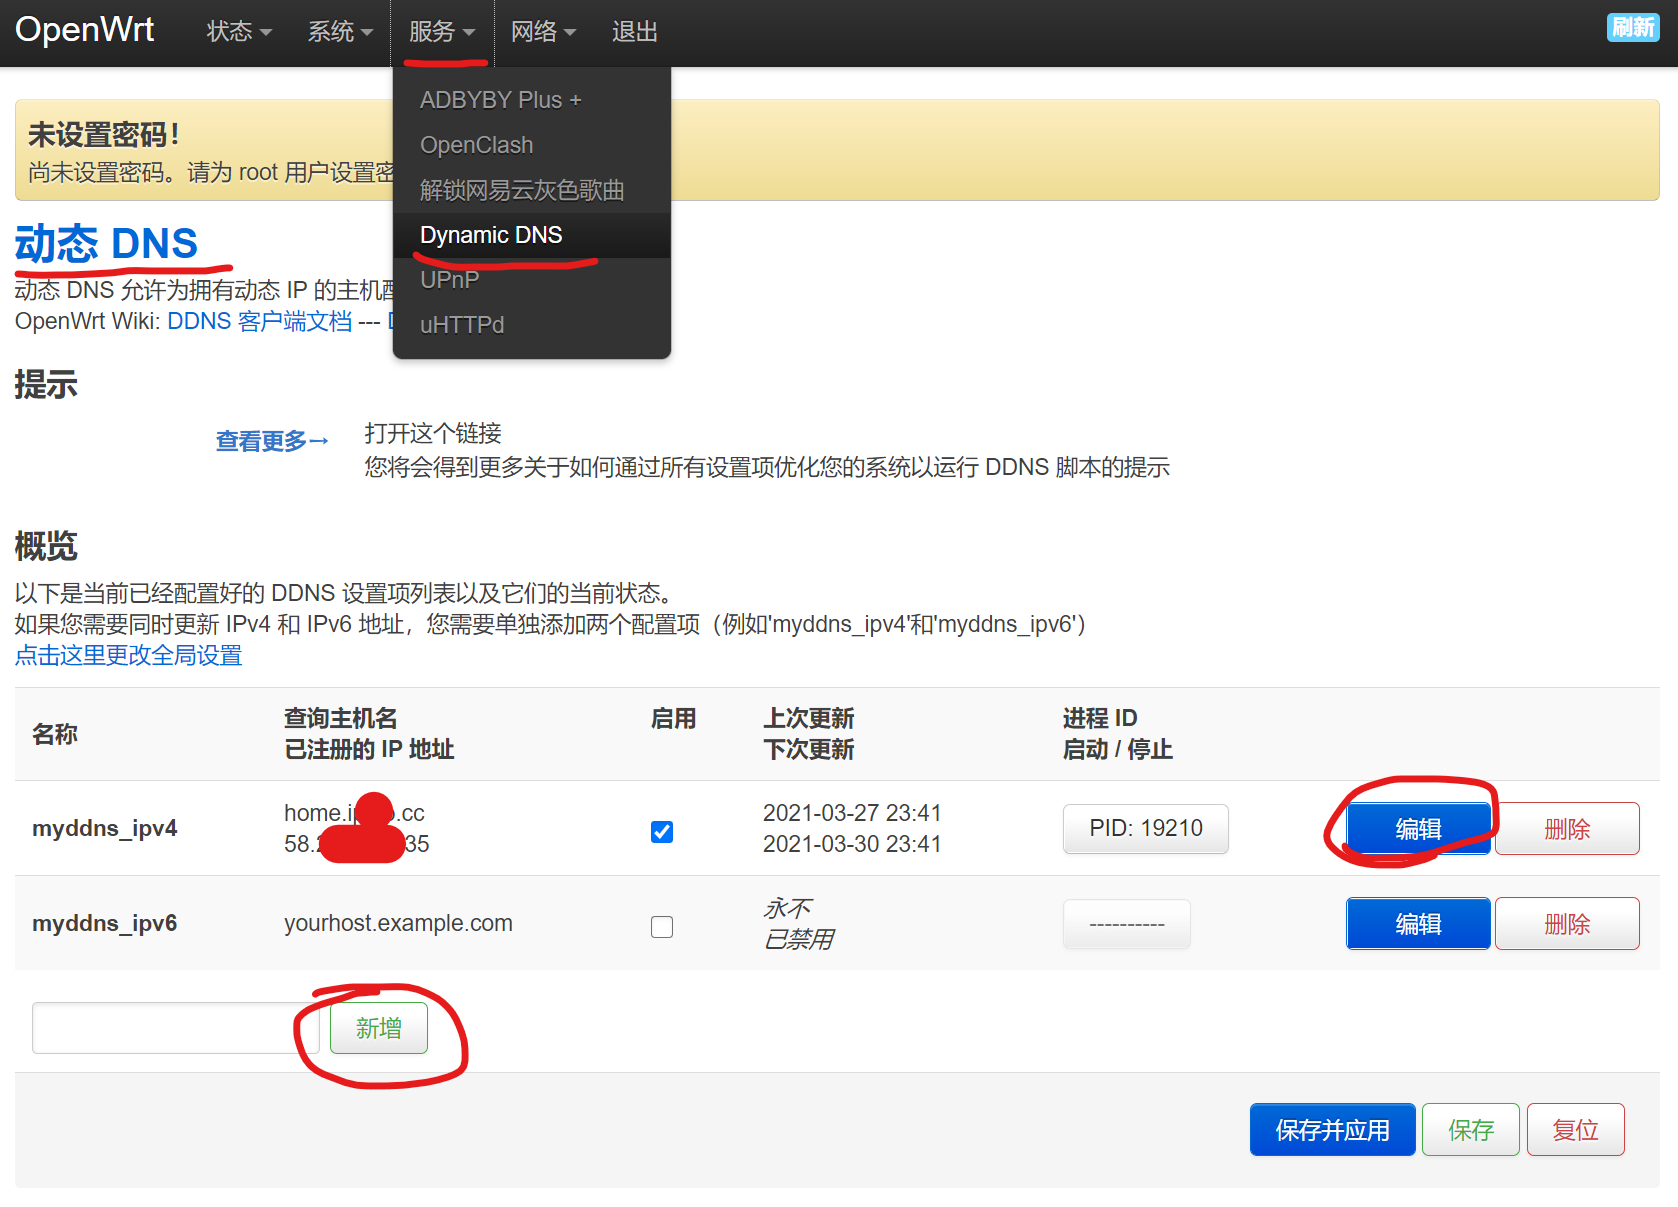 OpenWrt 状态 系统 服务 网络 退出 刷新
ADBYBY Plus +
OpenClash
解锁网易云灰色歌曲
Dynamic DNS
UPnP
uHTTPd
未设置密码!
尚未设置密码。请为 root 用户设置密
动态 DNS
动态 DNS 允许为拥有动态 IP 的主机
OpenWrt Wiki: DDNS 客户端文档 ---
提示
查看更多→ 打开这个链接
您将会得到更多关于如何通过所有设置项优化您的系统以运行 DDNS 脚本的提示
概览
以下是当前已经配置好的 DDNS 设置项列表以及它们的当前状态。
如果您需要同时更新 IPv4 和 IPv6 地址，您需要单独添加两个配置项（例如'myddns_ipv4'和'myddns_ipv6'）
点击这里更改全局设置
名称
查询主机名
已注册的 IP 地址
启用
上次更新
下次更新
进程 ID
启动 / 停止
myddns_ipv4
home.i .cc
58. 35
2021-03-27 23:41
2021-03-30 23:41
PID: 19210
编辑
删除
myddns_ipv6
yourhost.example.com
永不
已禁用
----------
编辑
删除
新增
保存并应用 保存 复位